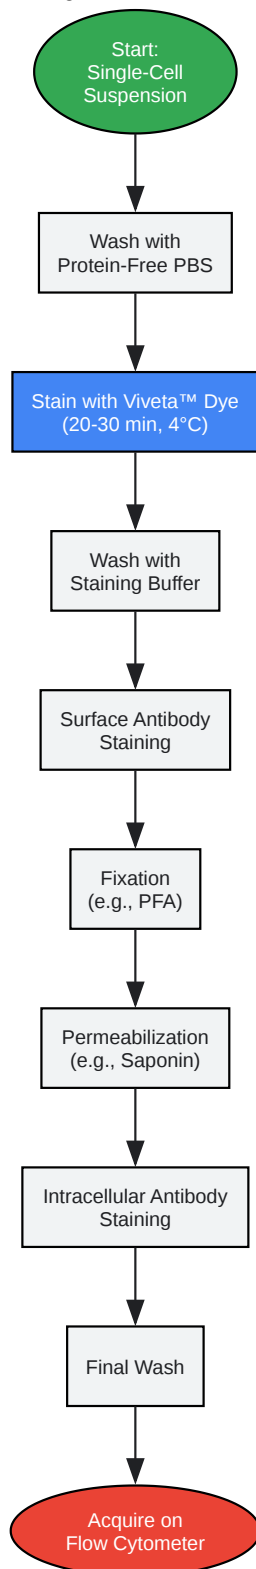 Start:
Single-Cell
Suspension
Wash with
Protein-Free PBS
Stain with Viveta™ Dye
(20-30 min, 4°C)
Wash with
Staining Buffer
Surface Antibody
Staining
Fixation
(e.g., PFA)
Permeabilization
(e.g., Saponin)
Intracellular Antibody
Staining
Final Wash
Acquire on
Flow Cytometer